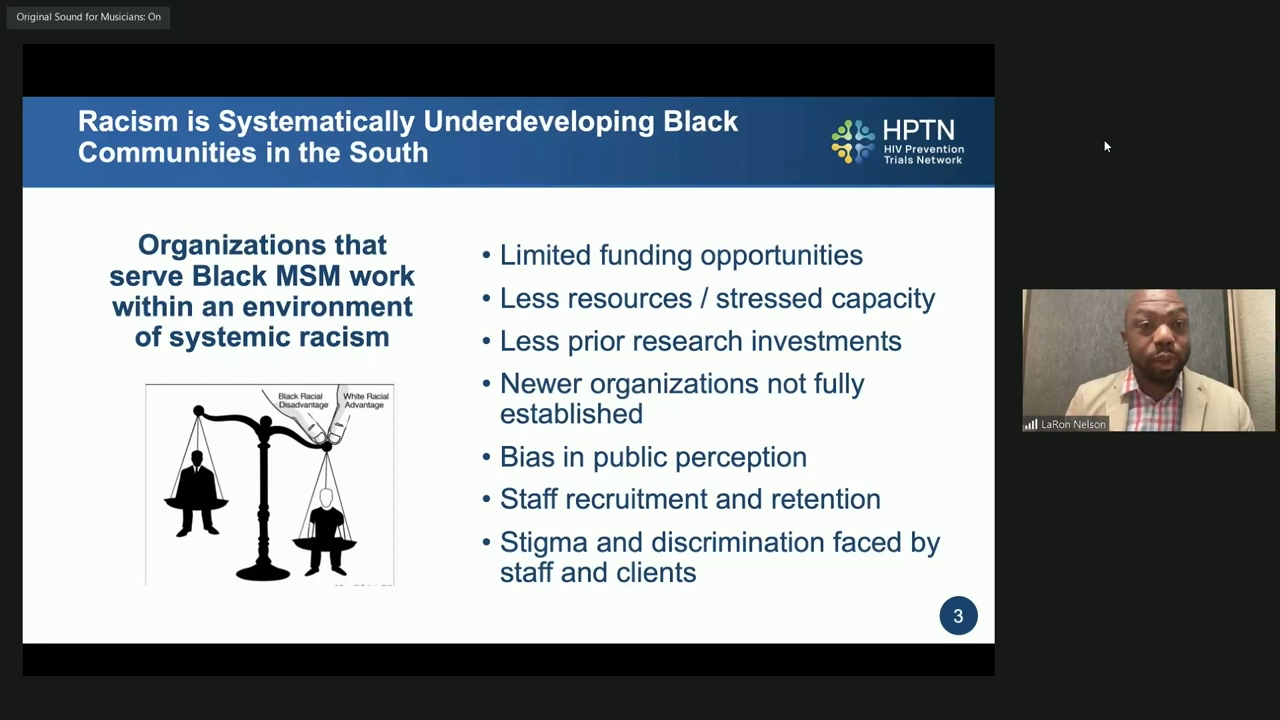 Original Sound for Musicians: On
Racism is Systematically Underdeveloping Black
Communities in the South
HPTN
HIV Prevention
Trials Network
Organizations that
serve Black MSM work
within an environment
of systemic racism
Black Racial
Disadvantage
White Racial
Advantage
• Limited funding opportunities
• Less resources / stressed capacity
• Less prior research investments
• Newer organizations not fully
established
• Bias in public perception
• Staff recruitment and retention
• Stigma and discrimination faced by
staff and clients
3
LaRon Nelson